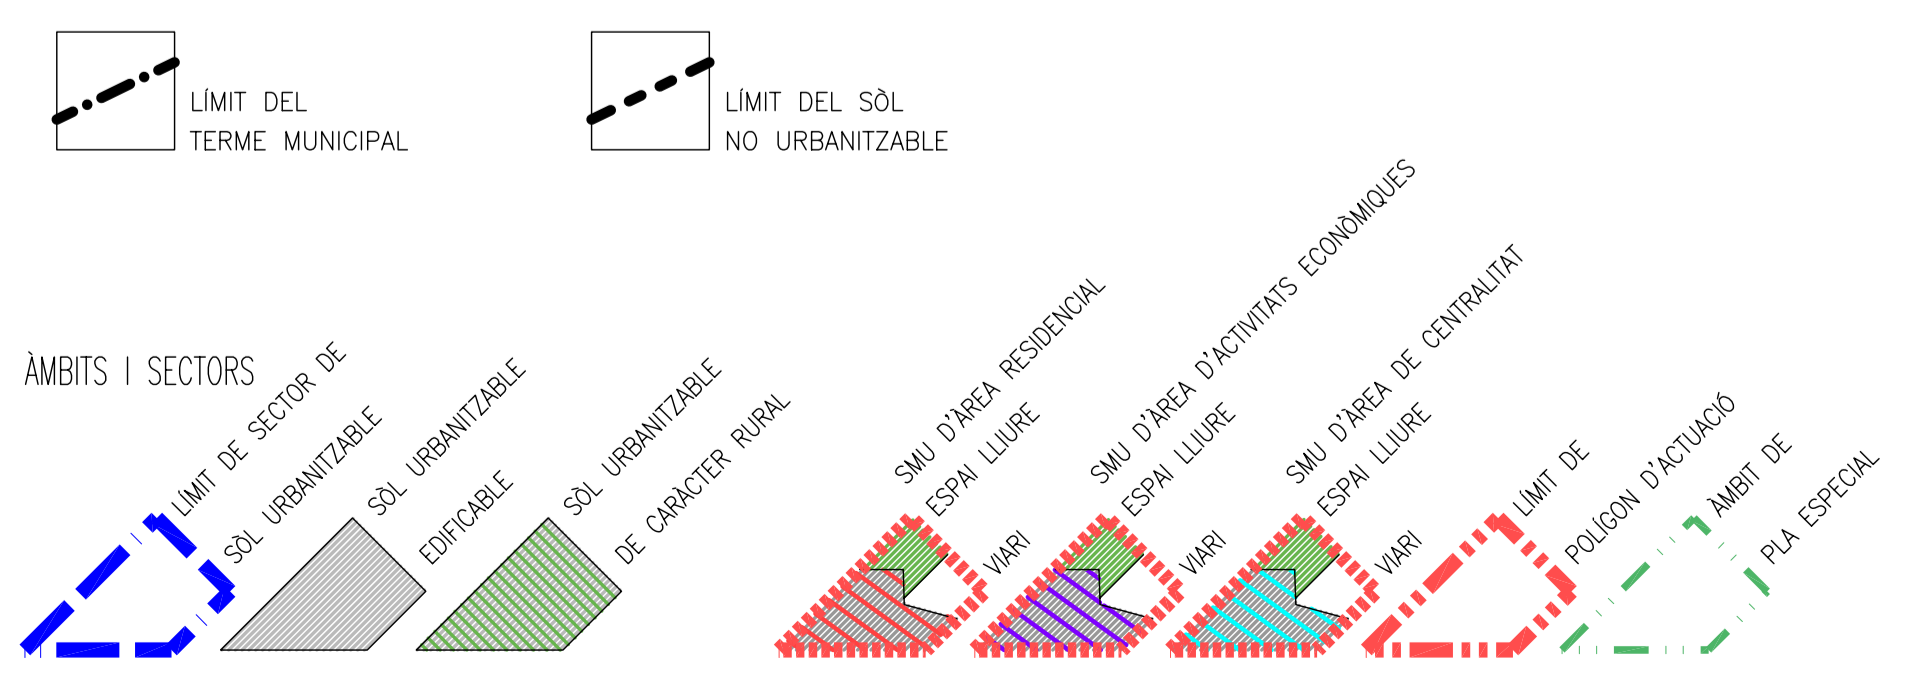 LÍMIT DEL
TERME MUNICIPAL
LÍMIT DEL SÒL
NO URBANITZABLE
ÀMBITS I SECTORS
LÍMIT DE SECTOR DE
SÒL URBANITZABLE
SÒL URBANITZABLE
EDIFICABLE
SÒL URBANITZABLE
DE CARÀCTER RURAL
SMU D'ÀREA RESIDENCIAL
ESPAI LLIURE
VIARI
SMU D'ÀREA D'ACTIVITATS ECONÒMIQUES
ESPAI LLIURE
VIARI
SMU D'ÀREA DE CENTRALITAT
ESPAI LLIURE
VIARI
LÍMIT DE
POLÍGON D'ACTUACIÓ
ÀMBIT DE
PLA ESPECIAL